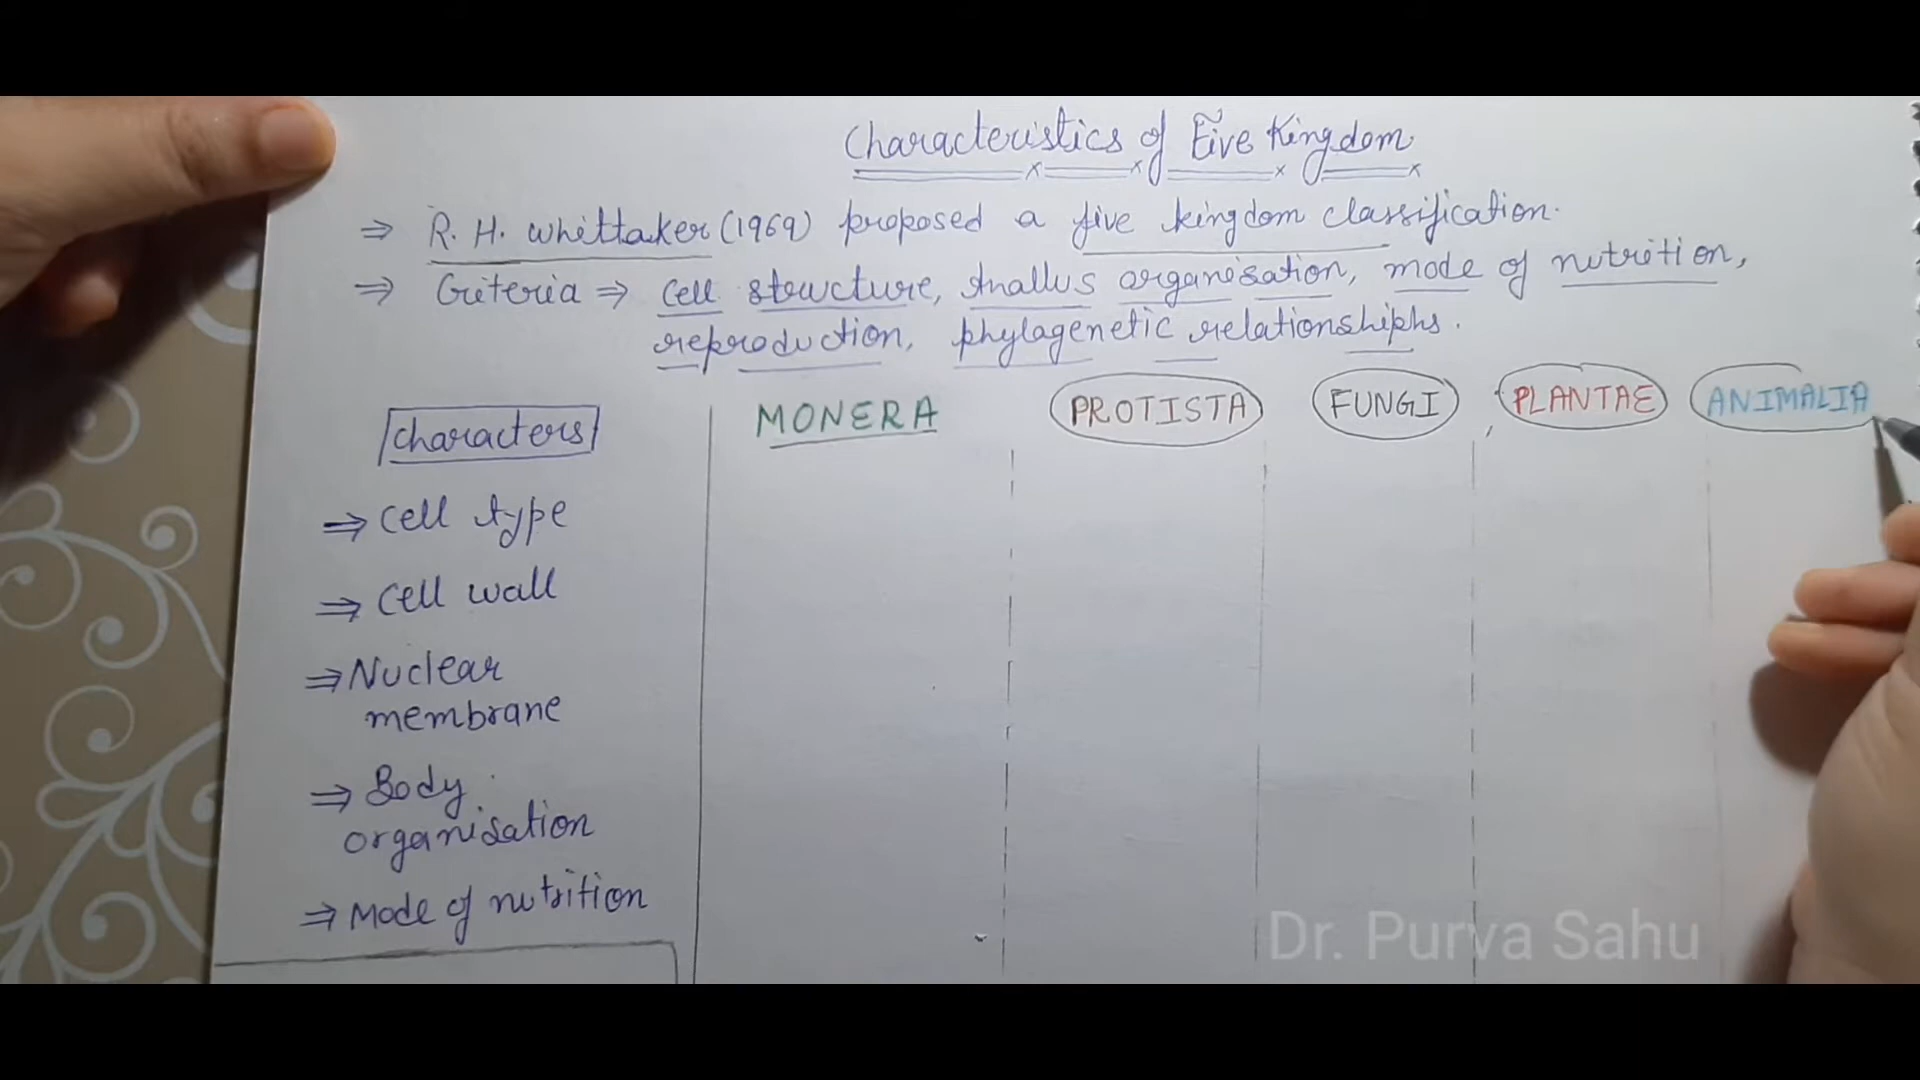 Characteristics of Five Kingdom
⇒ R. H. Whittaker (1969) proposed a five kingdom classification.
⇒ Criteria ⇒ cell structure, thallus organisation, mode of nutrition,
reproduction, phylagenetic relationshiphs.
Characters MONERA PROTISTA FUNGI PLANTAE ANIMALIA
⇒ Cell type
⇒ Cell wall
⇒ Nuclear
membrane
⇒ Body
organisation
⇒ Mode of nutrition
Dr. Purva Sahu